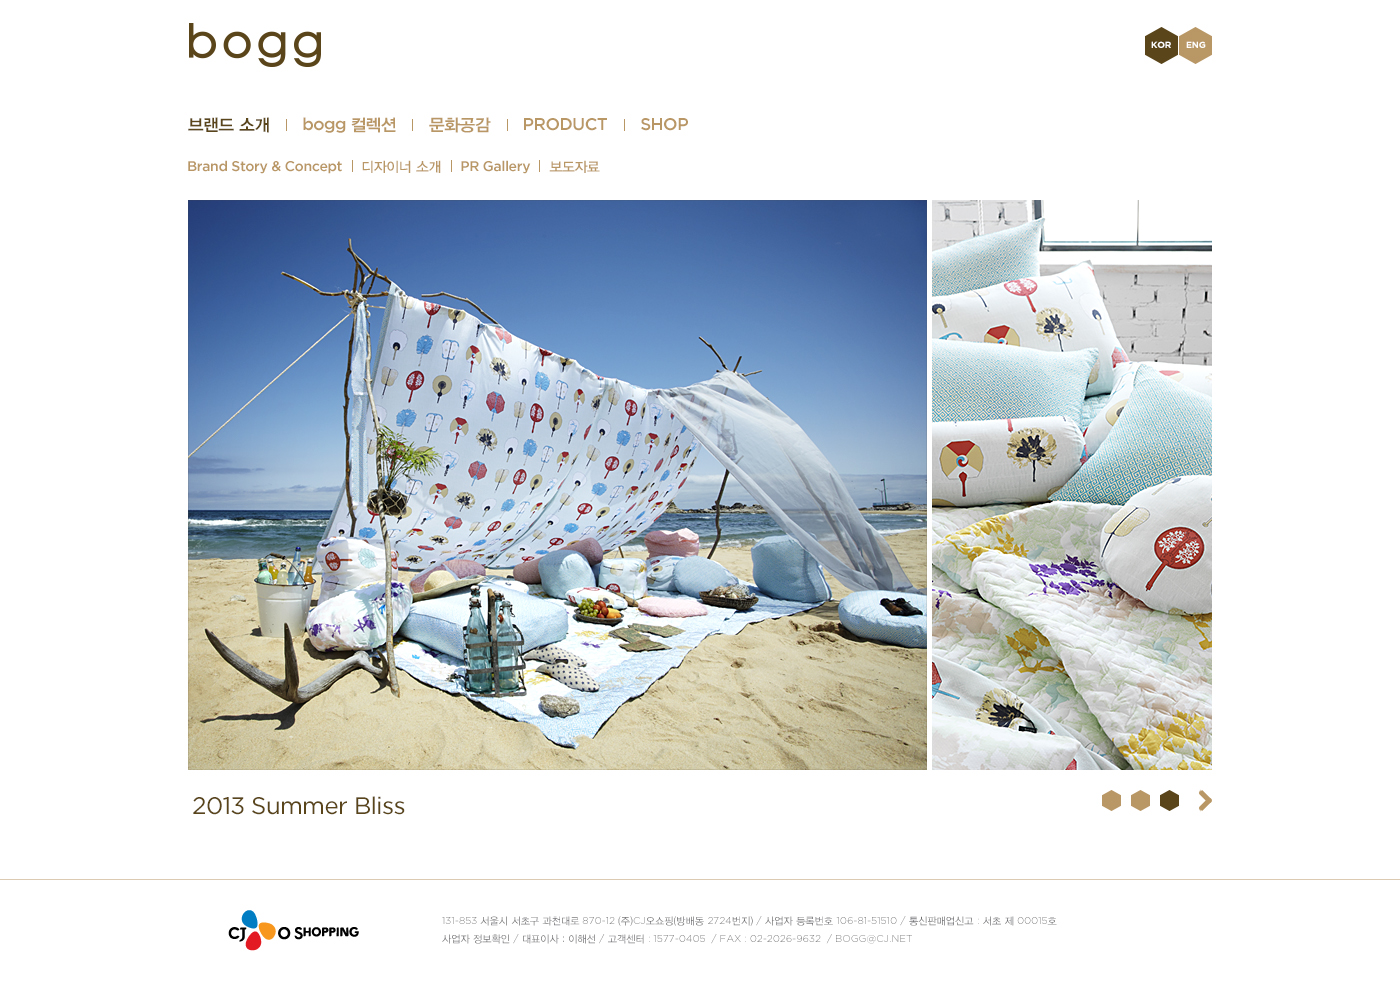 bogg
KOR ENG
브랜드 소개 | bogg 컬렉션 | 문화공감 | PRODUCT | SHOP
Brand Story & Concept | 디자이너 소개 | PR Gallery | 보도자료
2013 Summer Bliss
CJ O SHOPPING
131-853 서울시 서초구 과천대로 870-12 (주)CJ오쇼핑(방배동 2724번지) / 사업자 등록번호 106-81-51510 / 통신판매업신고 : 서초 제 00015호
사업자 정보확인 / 대표이사 : 이해선 / 고객센터 : 1577-0405 / FAX : 02-2026-9632 / BOGG@CJ.NET